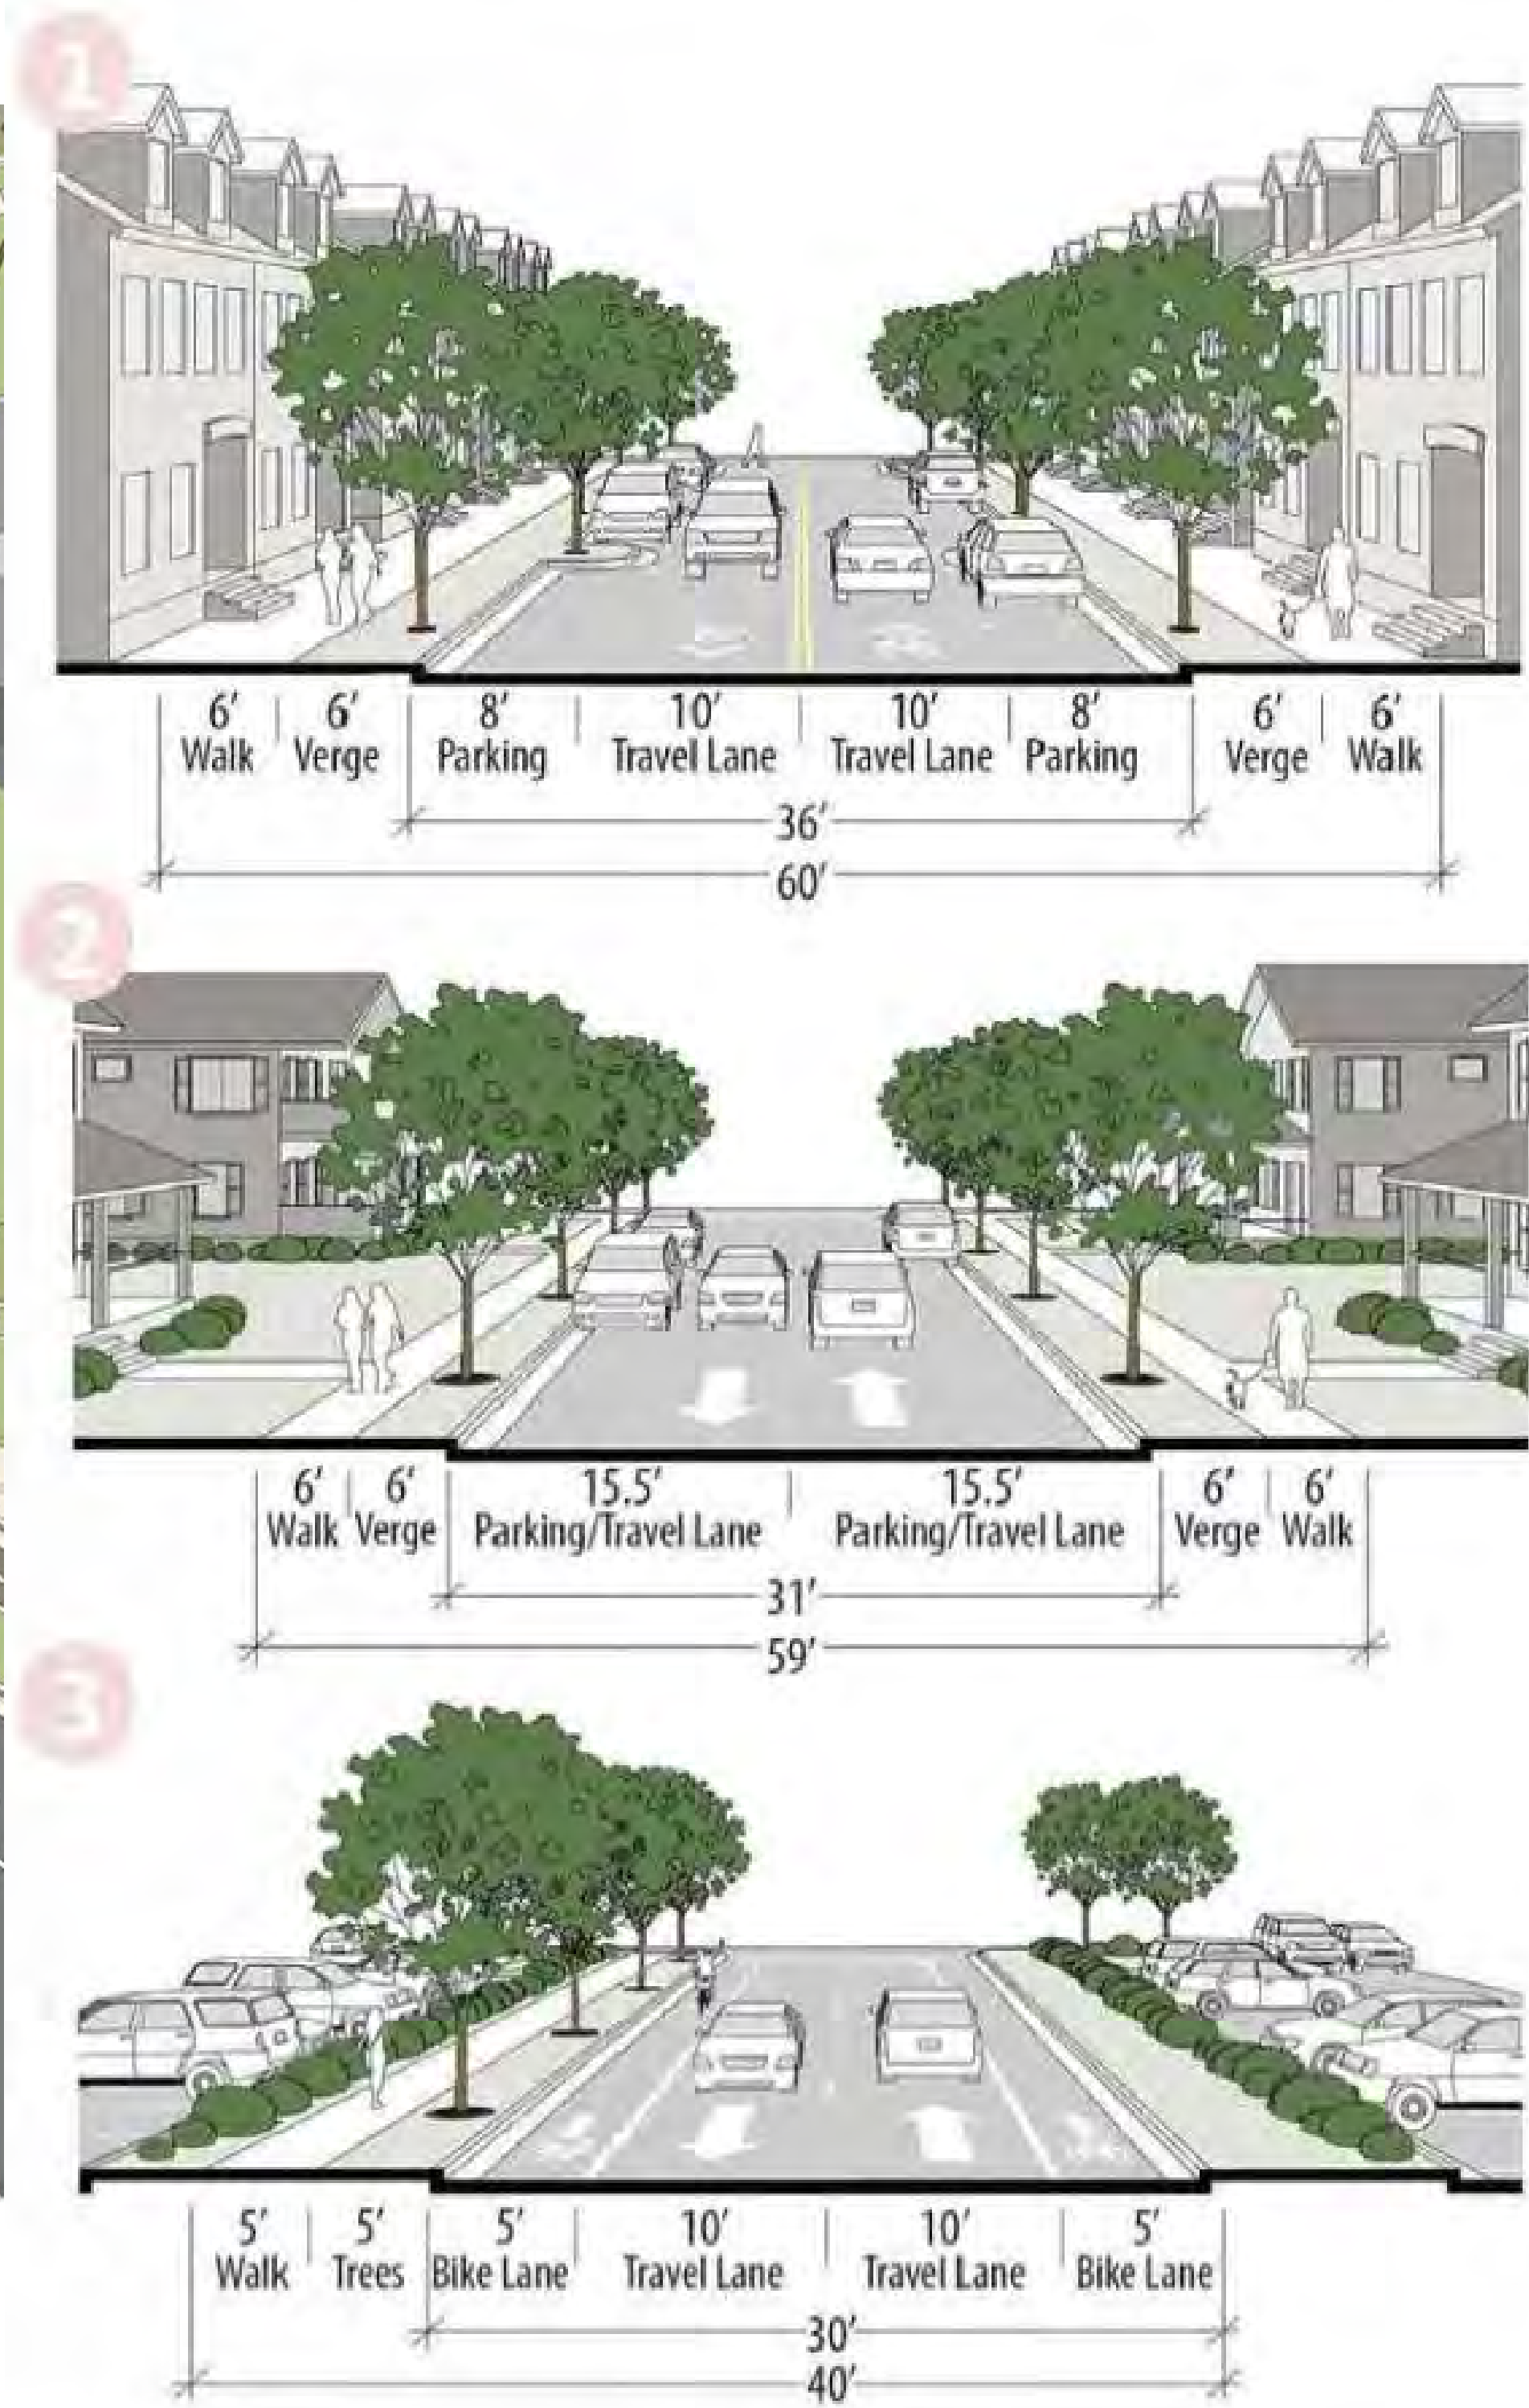 1
6' 6' 8' 10' 10' 8' 6' 6'
Walk Verge Parking Travel Lane Travel Lane Parking Verge Walk
36'
60'
2
6' 6' 15.5' 15.5' 6' 6'
Walk Verge Parking/Travel Lane Parking/Travel Lane Verge Walk
31'
59'
3
5' 5' 5' 10' 10' 5'
Walk Trees Bike Lane Travel Lane Travel Lane Bike Lane
30'
40'